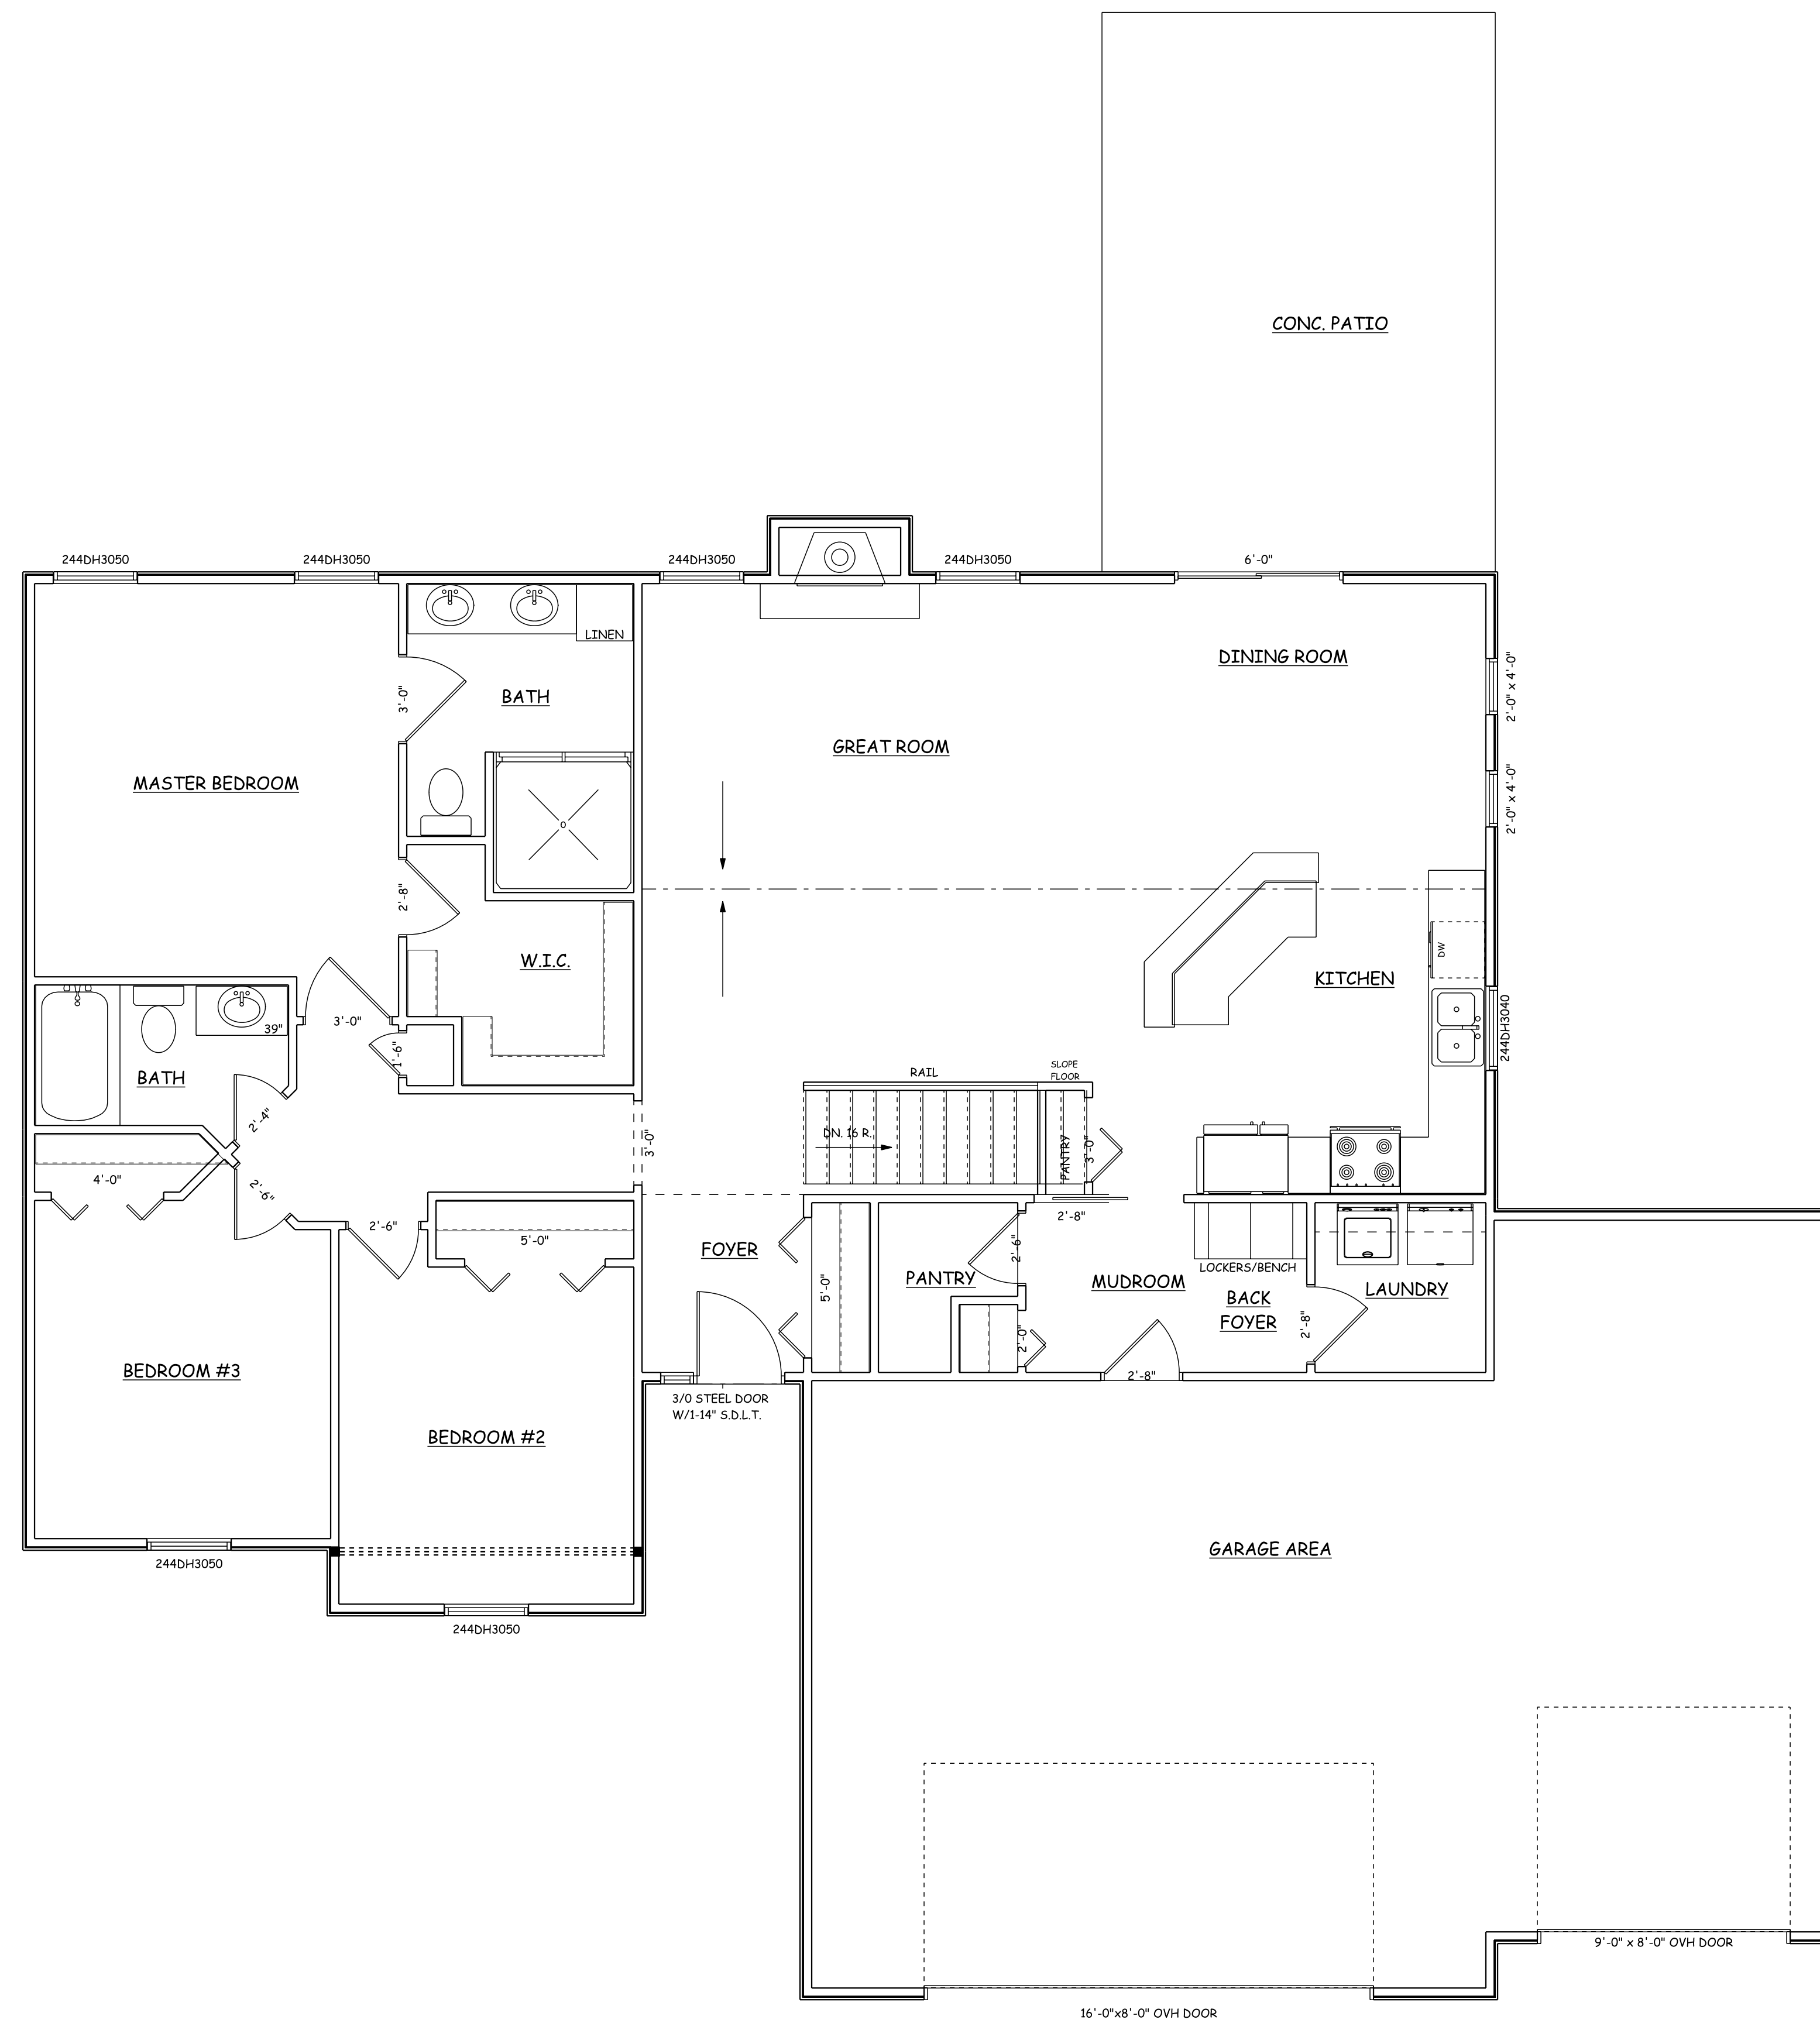 CONC. PATIO
244DH3050
244DH3050
244DH3050
244DH3050
6'-0"
LINEN
DINING ROOM
2'-0" x 4'-0"
3'-0"
BATH
GREAT ROOM
MASTER BEDROOM
2'-0" x 4'-0"
O
2'-8"
DW
W.I.C.
KITCHEN
39"
3'-0"
244DH3040
1'-6"
BATH
RAIL
SLOPE
FLOOR
2'-4"
DN. 16 R.
3'-0"
PANTRY
3'-0"
4'-0"
2'-6"
2'-6"
5'-0"
FOYER
2'-8"
2'-6"
LOCKERS/BENCH
PANTRY
5'-0"
MUDROOM
BACK
FOYER
LAUNDRY
2'-8"
2'-0"
BEDROOM #3
2'-8"
3/0 STEEL DOOR
W/1-14" S.D.L.T.
BEDROOM #2
GARAGE AREA
244DH3050
244DH3050
9'-0" x 8'-0" OVH DOOR
16'-0"x8'-0" OVH DOOR